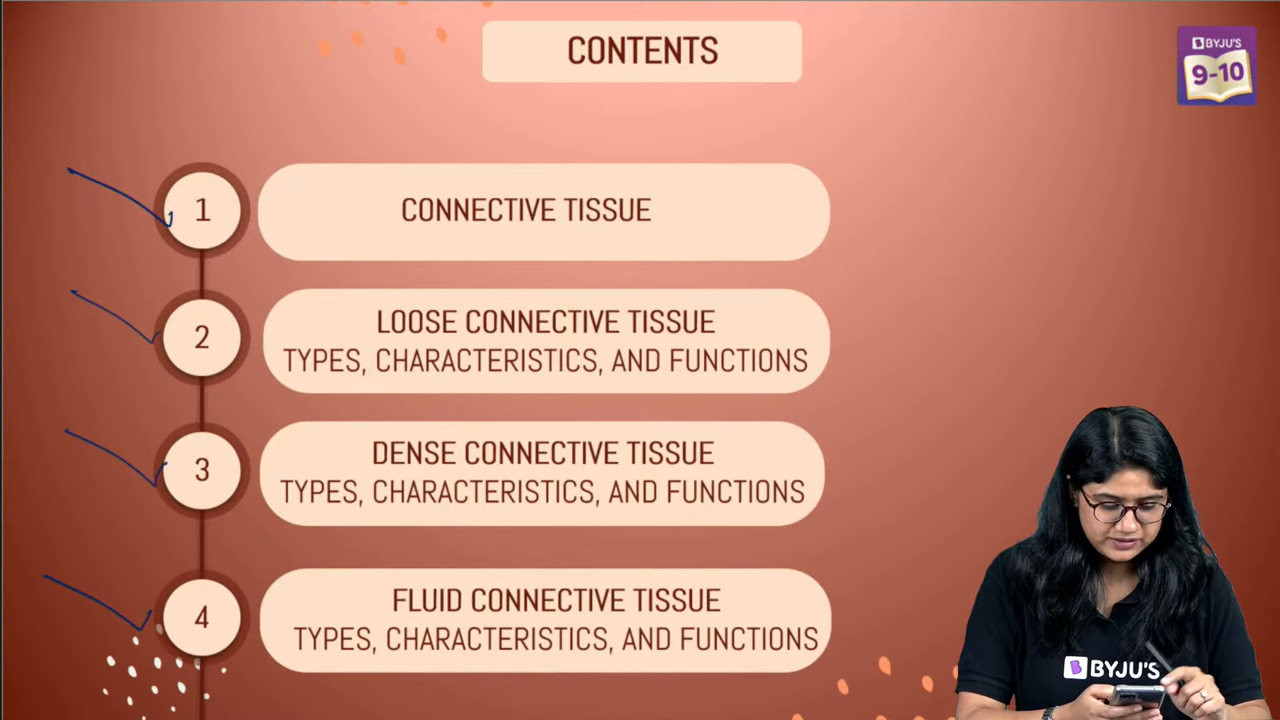 CONTENTS
BYJU'S
9-10
1
CONNECTIVE TISSUE
2
LOOSE CONNECTIVE TISSUE
TYPES, CHARACTERISTICS, AND FUNCTIONS
3
DENSE CONNECTIVE TISSUE
TYPES, CHARACTERISTICS, AND FUNCTIONS
4
FLUID CONNECTIVE TISSUE
TYPES, CHARACTERISTICS, AND FUNCTIONS
BYJU'S